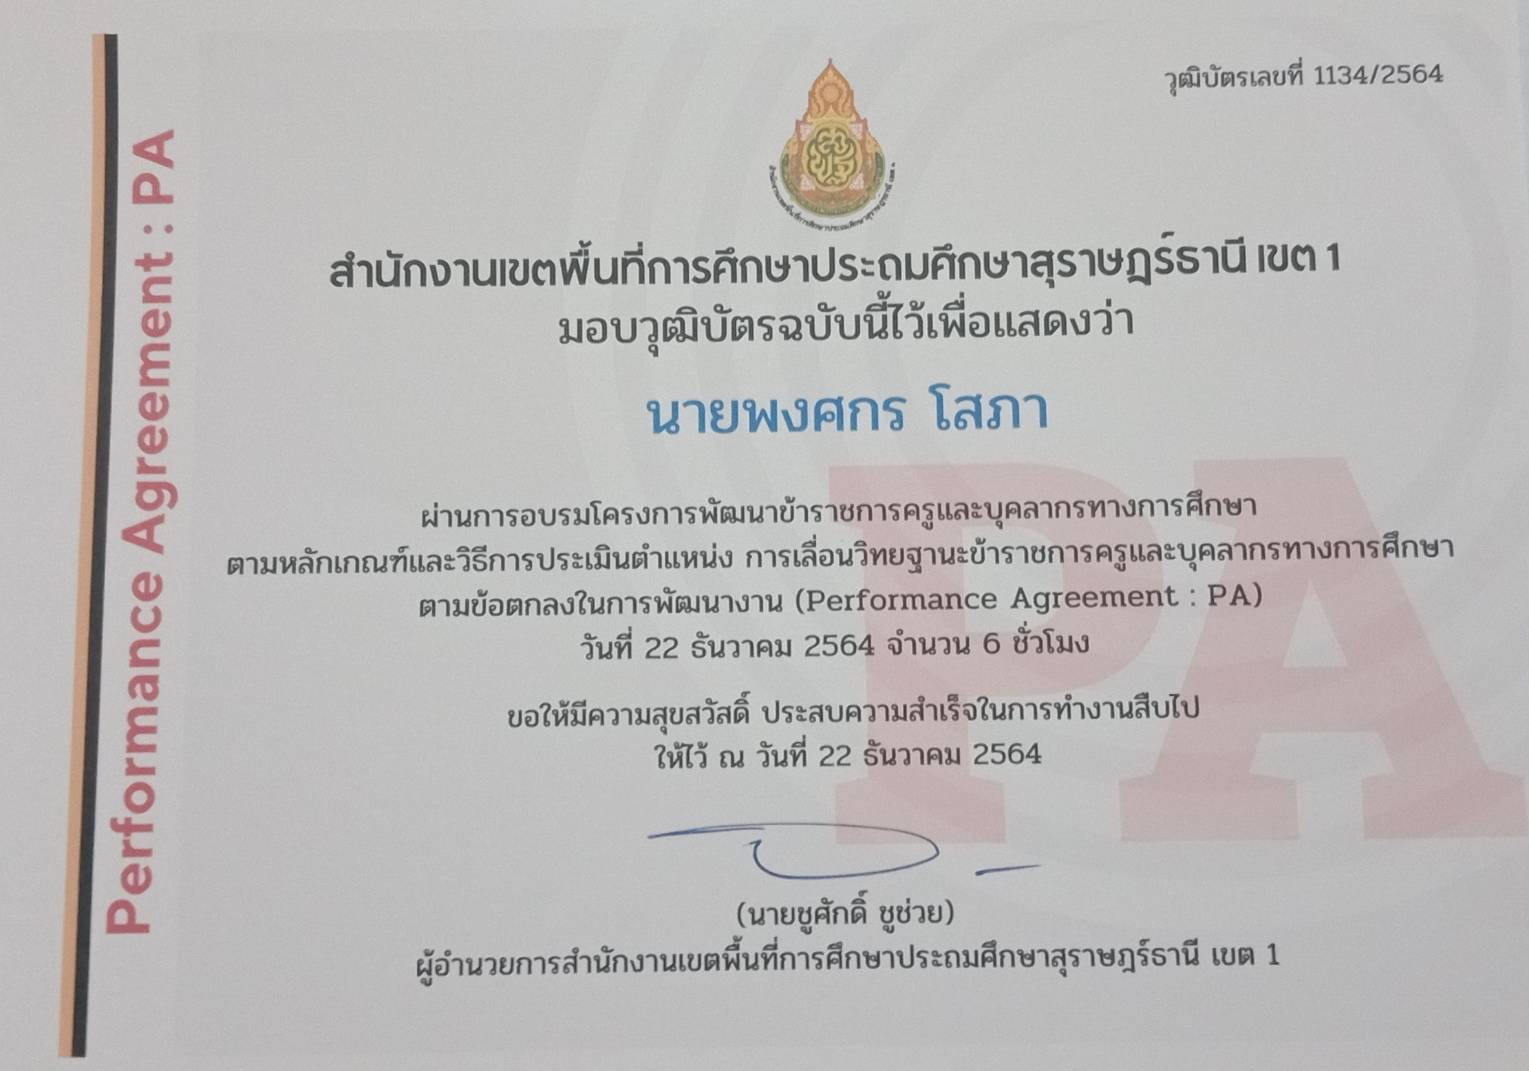 วุฒิบัตรเลขที่ 1134/2564
สำนักงานเขตพื้นที่การศึกษาประถมศึกษาสุราษฎร์ธานี เขต 1
มอบวุฒิบัตรฉบับนี้ไว้เพื่อแสดงว่า
นายพงศกร โสภา
ผ่านการอบรมโครงการพัฒนาข้าราชการครูและบุคลากรทางการศึกษา
ตามหลักเกณฑ์และวิธีการประเมินตำแหน่ง การเลื่อนวิทยฐานะข้าราชการครูและบุคลากรทางการศึกษา
ตามข้อตกลงในการพัฒนางาน (Performance Agreement : PA)
วันที่ 22 ธันวาคม 2564 จำนวน 6 ชั่วโมง
ขอให้มีความสุขสวัสดิ์ ประสบความสำเร็จในการทำงานสืบไป
ให้ไว้ ณ วันที่ 22 ธันวาคม 2564
(นายชูศักดิ์ ชูช่วย)
ผู้อำนวยการสำนักงานเขตพื้นที่การศึกษาประถมศึกษาสุราษฎร์ธานี เขต 1
Performance Agreement : PA
PA